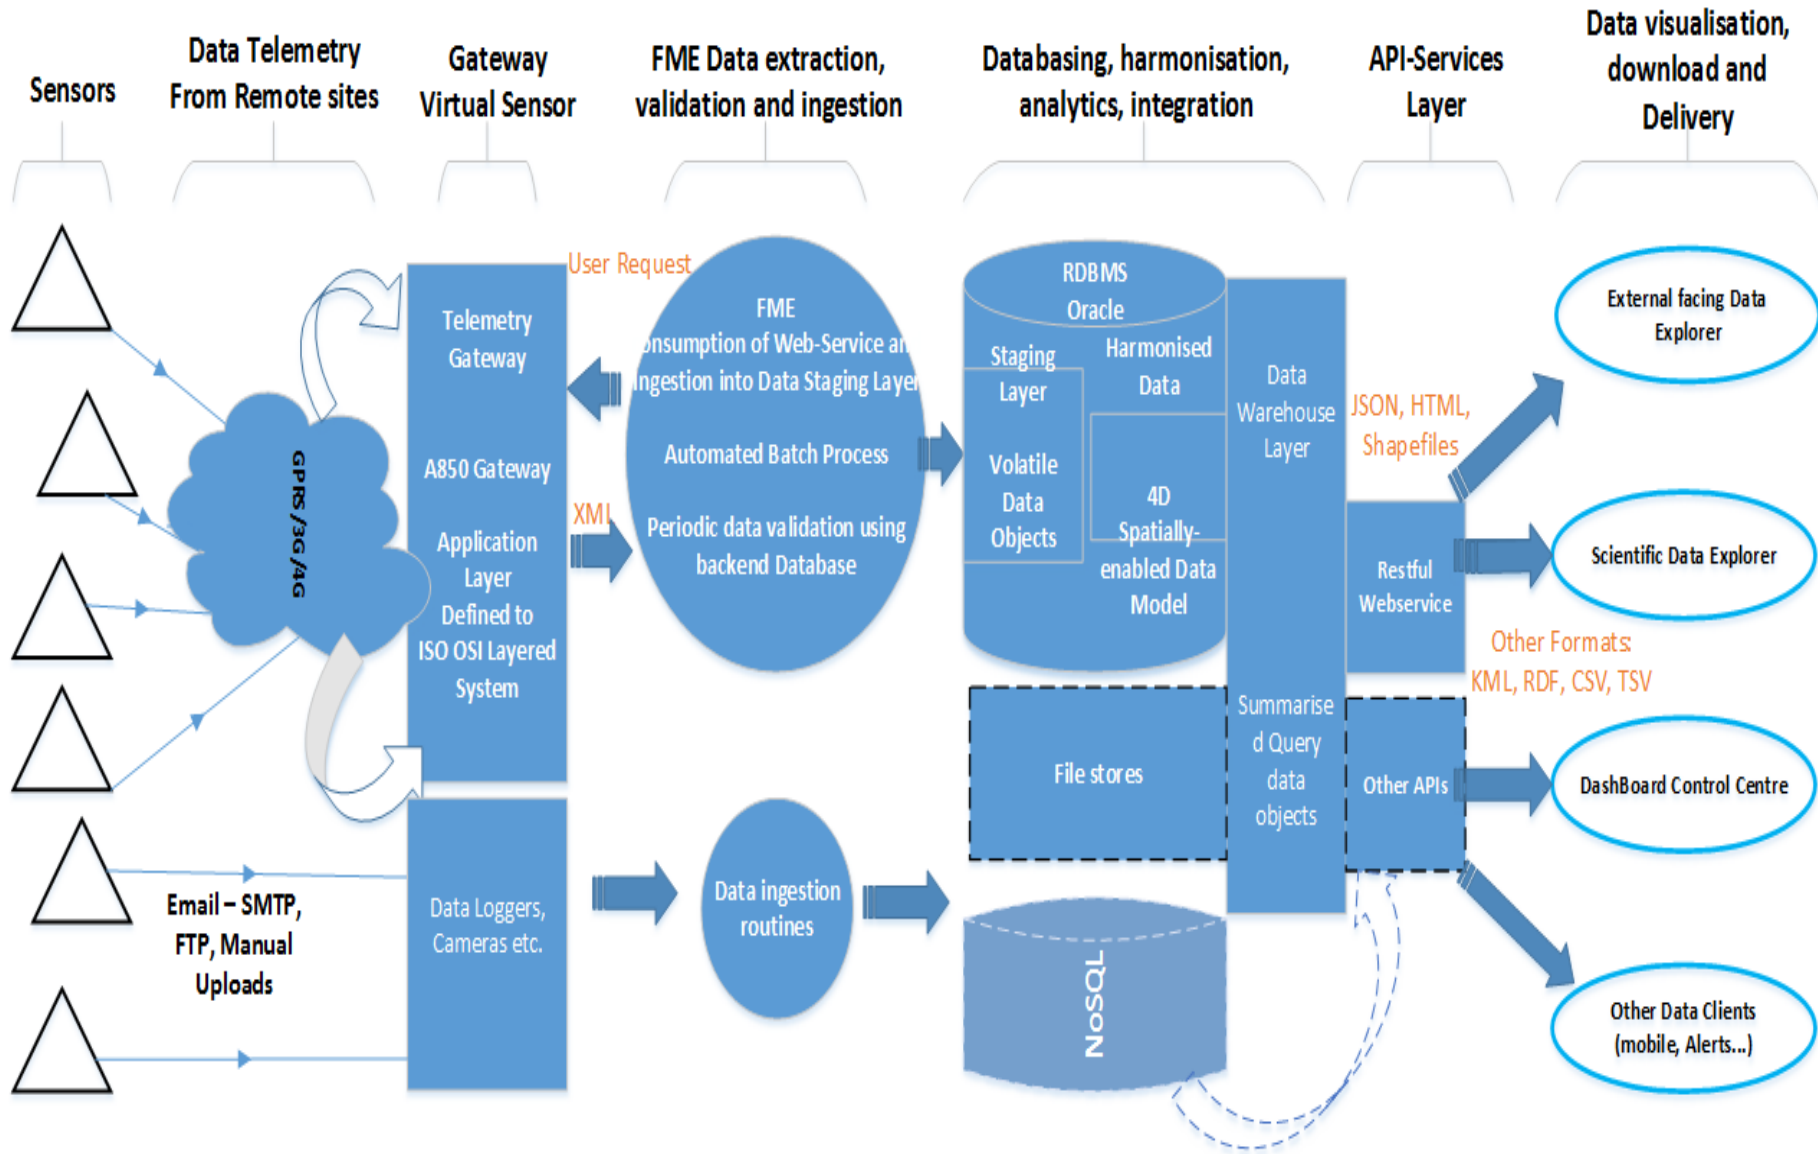 Sensors
Data Telemetry
From Remote sites
Gateway
Virtual Sensor
FME Data extraction,
validation and ingestion
Databasing, harmonisation,
analytics, integration
API-Services
Layer
Data visualisation,
download and
Delivery
GPRS/3G/4G
Email – SMTP,
FTP, Manual
Uploads
Telemetry
Gateway
A850 Gateway
Application
Layer
Defined to
ISO OSI Layered
System
Data Loggers,
Cameras etc.
User Request
XML
FME
onsumption of Web-Service an
Ingestion into Data Staging Layer
Automated Batch Process
Periodic data validation using
backend Database
Data ingestion
routines
RDBMS
Oracle
Staging
Layer
Volatile
Data
Objects
Harmonised
Data
4D
Spatially-
enabled Data
Model
File stores
NoSQL
Data
Warehouse
Layer
Summarise
d Query
data
objects
JSON, HTML,
Shapefiles
Restful
Webservice
Other Formats:
KML, RDF, CSV, TSV
Other APIs
External facing Data
Explorer
Scientific Data Explorer
DashBoard Control Centre
Other Data Clients
(mobile, Alerts...)